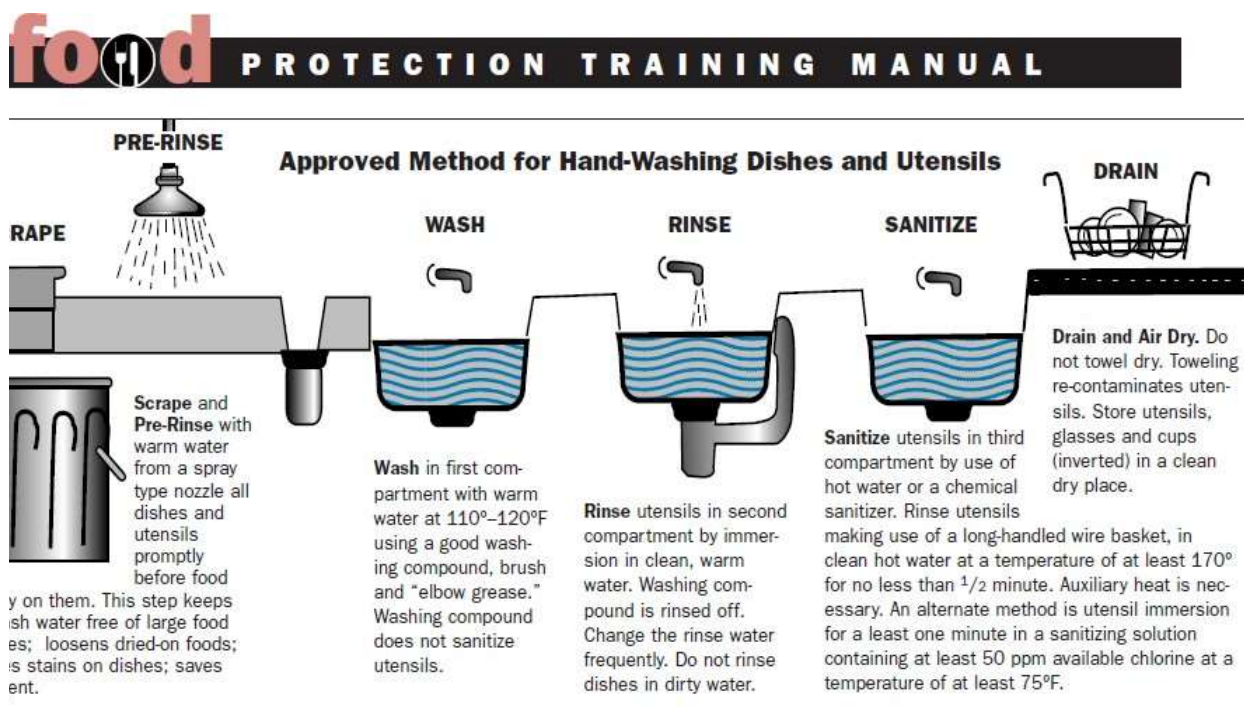 food PROTECTION TRAINING MANUAL
PRE-RINSE
Approved Method for Hand-Washing Dishes and Utensils
DRAIN
RAPE
WASH
RINSE
SANITIZE
Scrape and
Pre-Rinse with
warm water
from a spray
type nozzle all
dishes and
utensils
promptly
before food
y on them. This step keeps
sh water free of large food
es; loosens dried-on foods;
es stains on dishes; saves
ent.
Wash in first com-
partment with warm
water at 110º–120ºF
using a good wash-
ing compound, brush
and “elbow grease.”
Washing compound
does not sanitize
utensils.
Rinse utensils in second
compartment by immer-
sion in clean, warm
water. Washing com-
pound is rinsed off.
Change the rinse water
frequently. Do not rinse
dishes in dirty water.
Sanitize utensils in third
compartment by use of
hot water or a chemical
sanitizer. Rinse utensils
making use of a long-handled wire basket, in
clean hot water at a temperature of at least 170º
for no less than 1/2 minute. Auxiliary heat is nec-
essary. An alternate method is utensil immersion
for a least one minute in a sanitizing solution
containing at least 50 ppm available chlorine at a
temperature of at least 75ºF.
Drain and Air Dry. Do
not towel dry. Toweling
re-contaminates uten-
sils. Store utensils,
glasses and cups
(inverted) in a clean
dry place.